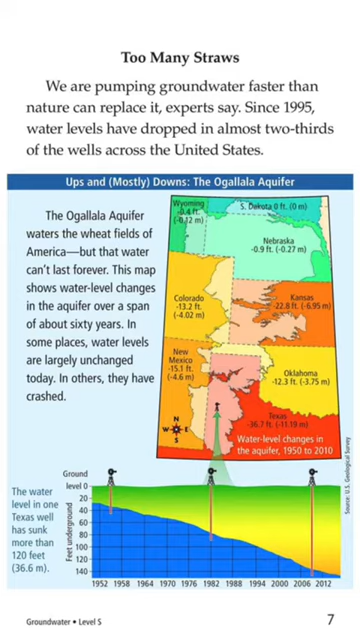 Too Many Straws
We are pumping groundwater faster than
nature can replace it, experts say. Since 1995,
water levels have dropped in almost two-thirds
of the wells across the United States.
Ups and (Mostly) Downs: The Ogallala Aquifer
The Ogallala Aquifer
waters the wheat fields of
America—but that water
can't last forever. This map
shows water-level changes
in the aquifer over a span
of about sixty years. In
some places, water levels
are largely unchanged
today. In others, they have
crashed.
Wyoming
-0.4 ft.
(-0.12 m)
S. Dakota 0 ft. (0 m)
Nebraska
-0.9 ft. (-0.27 m)
Colorado
-13.2 ft.
(-4.02 m)
Kansas
-22.8 ft. (-6.95 m)
New
Mexico
-15.1 ft.
(-4.6 m)
Oklahoma
-12.3 ft. (-3.75 m)
Texas
-36.7 ft. (-11.19 m)
N
W E
S
Water-level changes in
the aquifer, 1950 to 2010
Source: U.S. Geological Survey
The water
level in one
Texas well
has sunk
more than
120 feet
(36.6 m).
Ground
level 0
20
40
60
80
100
120
140
Feet underground
1952 1958 1964 1970 1976 1982 1988 1994 2000 2006 2012
Groundwater • Level S
7